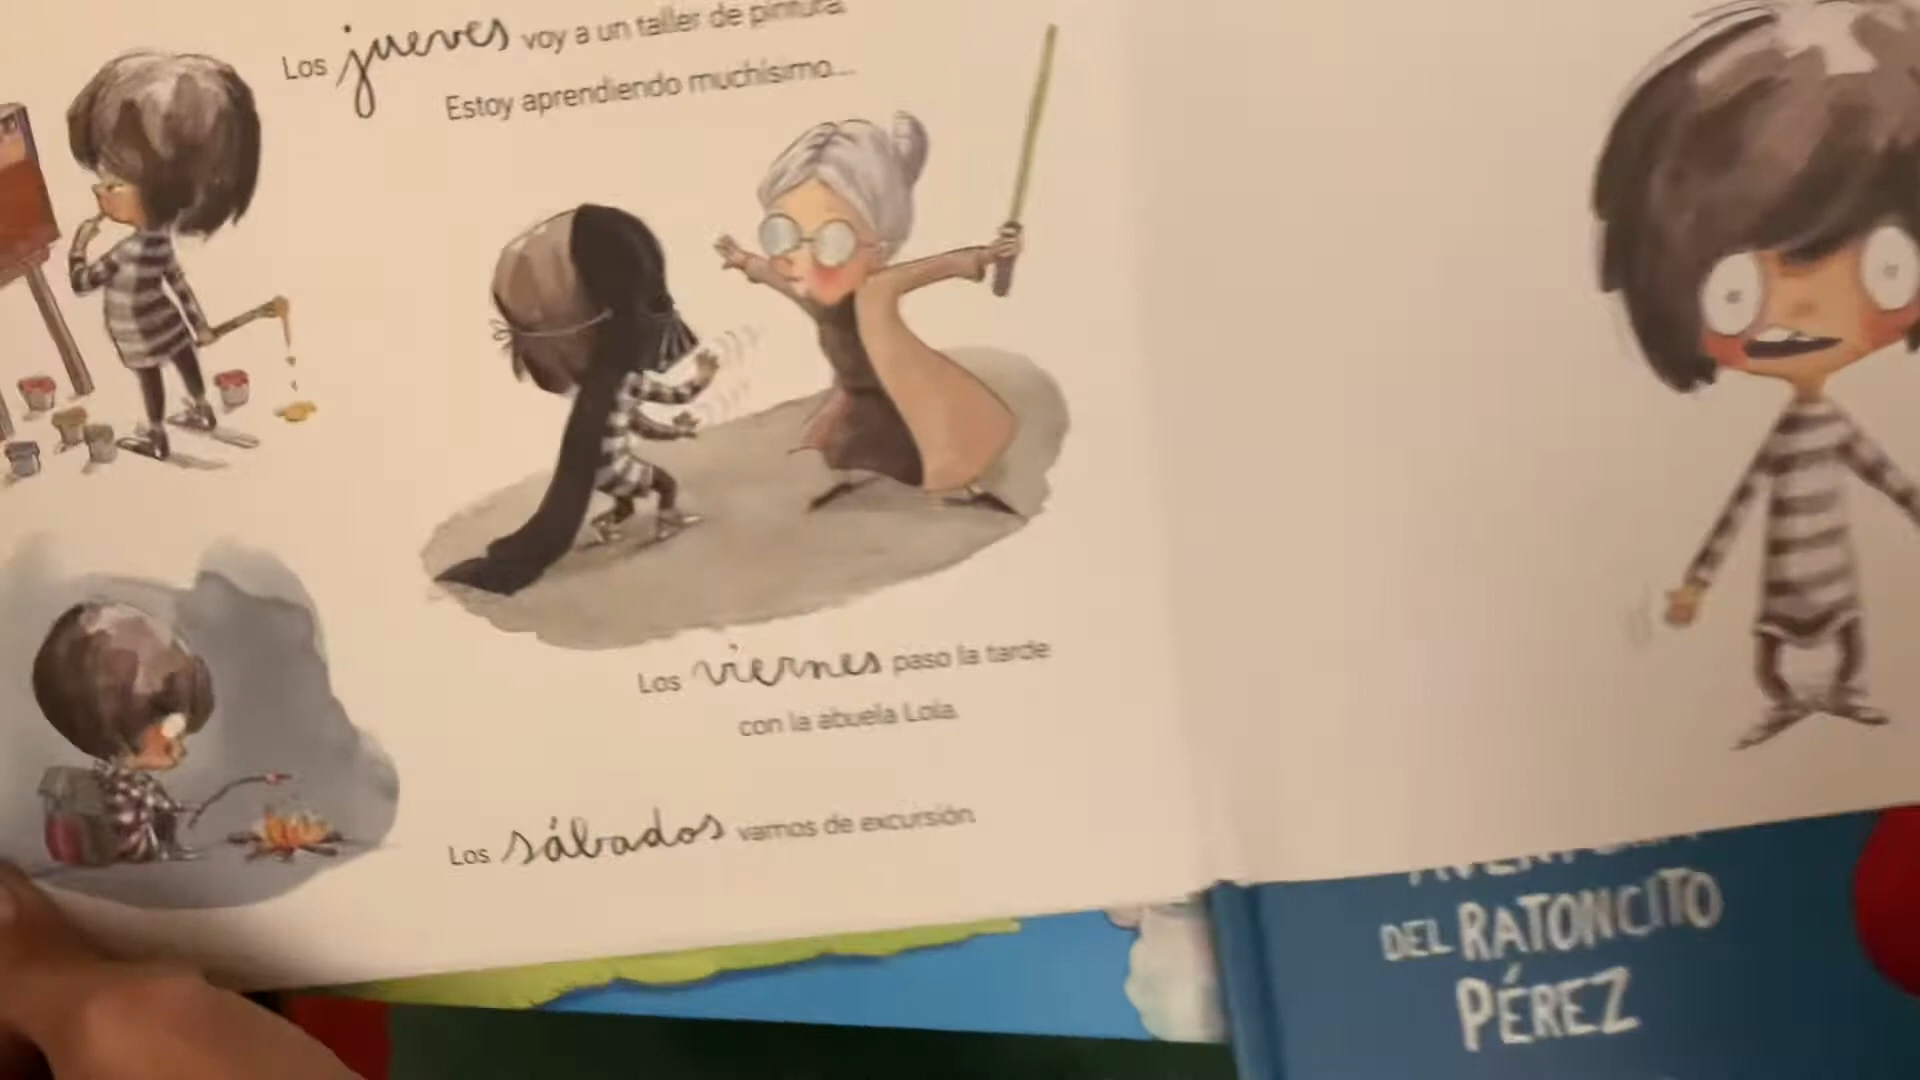 Los jueves voy a un taller de pintura.
Estoy aprendiendo muchísimo...
Los viernes paso la tarde
con la abuela Lola.
Los sábados vamos de excursión.
DEL RATONCITO
PÉREZ